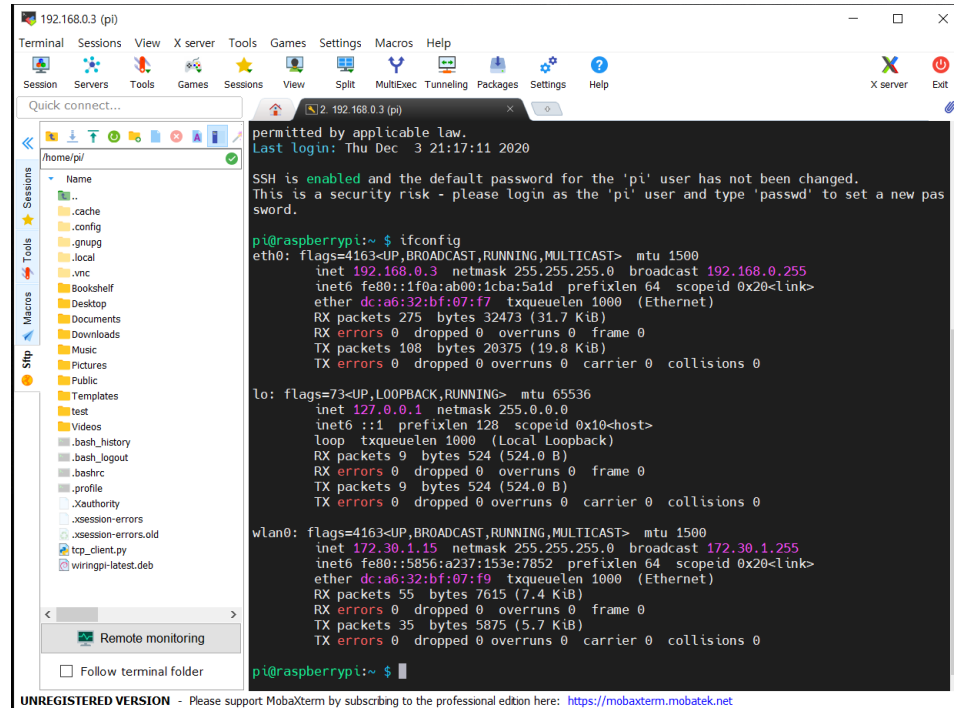 192.168.0.3 (pi)
Terminal Sessions View X server Tools Games Settings Macros Help
Session Servers Tools Games Sessions View Split MultiExec Tunneling Packages Settings Help X server Exit
Quick connect...
2. 192.168.0.3 (pi)
/home/pi/
Name
..
.cache
.config
.gnupg
.local
.vnc
Bookshelf
Desktop
Documents
Downloads
Music
Pictures
Public
Templates
test
Videos
.bash_history
.bash_logout
.bashrc
.profile
.Xauthority
.xsession-errors
.xsession-errors.old
tcp_client.py
wiringpi-latest.deb
Sessions
Tools
Macros
Sftp
Remote monitoring
Follow terminal folder
permitted by applicable law.
Last login: Thu Dec  3 21:17:11 2020
SSH is enabled and the default password for the 'pi' user has not been changed.
This is a security risk - please login as the 'pi' user and type 'passwd' to set a new pas
sword.
pi@raspberrypi:~ $ ifconfig
eth0: flags=4163<UP,BROADCAST,RUNNING,MULTICAST>  mtu 1500
inet 192.168.0.3  netmask 255.255.255.0  broadcast 192.168.0.255
inet6 fe80::1f0a:ab00:1cba:5a1d  prefixlen 64  scopeid 0x20<link>
ether dc:a6:32:bf:07:f7  txqueuelen 1000  (Ethernet)
RX packets 275  bytes 32473 (31.7 KiB)
RX errors 0  dropped 0  overruns 0  frame 0
TX packets 108  bytes 20375 (19.8 KiB)
TX errors 0  dropped 0 overruns 0  carrier 0  collisions 0
lo: flags=73<UP,LOOPBACK,RUNNING>  mtu 65536
inet 127.0.0.1  netmask 255.0.0.0
inet6 ::1  prefixlen 128  scopeid 0x10<host>
loop  txqueuelen 1000  (Local Loopback)
RX packets 9  bytes 524 (524.0 B)
RX errors 0  dropped 0  overruns 0  frame 0
TX packets 9  bytes 524 (524.0 B)
TX errors 0  dropped 0 overruns 0  carrier 0  collisions 0
wlan0: flags=4163<UP,BROADCAST,RUNNING,MULTICAST>  mtu 1500
inet 172.30.1.15  netmask 255.255.255.0  broadcast 172.30.1.255
inet6 fe80::5856:a237:153e:7852  prefixlen 64  scopeid 0x20<link>
ether dc:a6:32:bf:07:f9  txqueuelen 1000  (Ethernet)
RX packets 55  bytes 7615 (7.4 KiB)
RX errors 0  dropped 0  overruns 0  frame 0
TX packets 35  bytes 5875 (5.7 KiB)
TX errors 0  dropped 0 overruns 0  carrier 0  collisions 0
pi@raspberrypi:~ $
UNREGISTERED VERSION - Please support MobaXterm by subscribing to the professional edition here: https://mobaxterm.mobatek.net